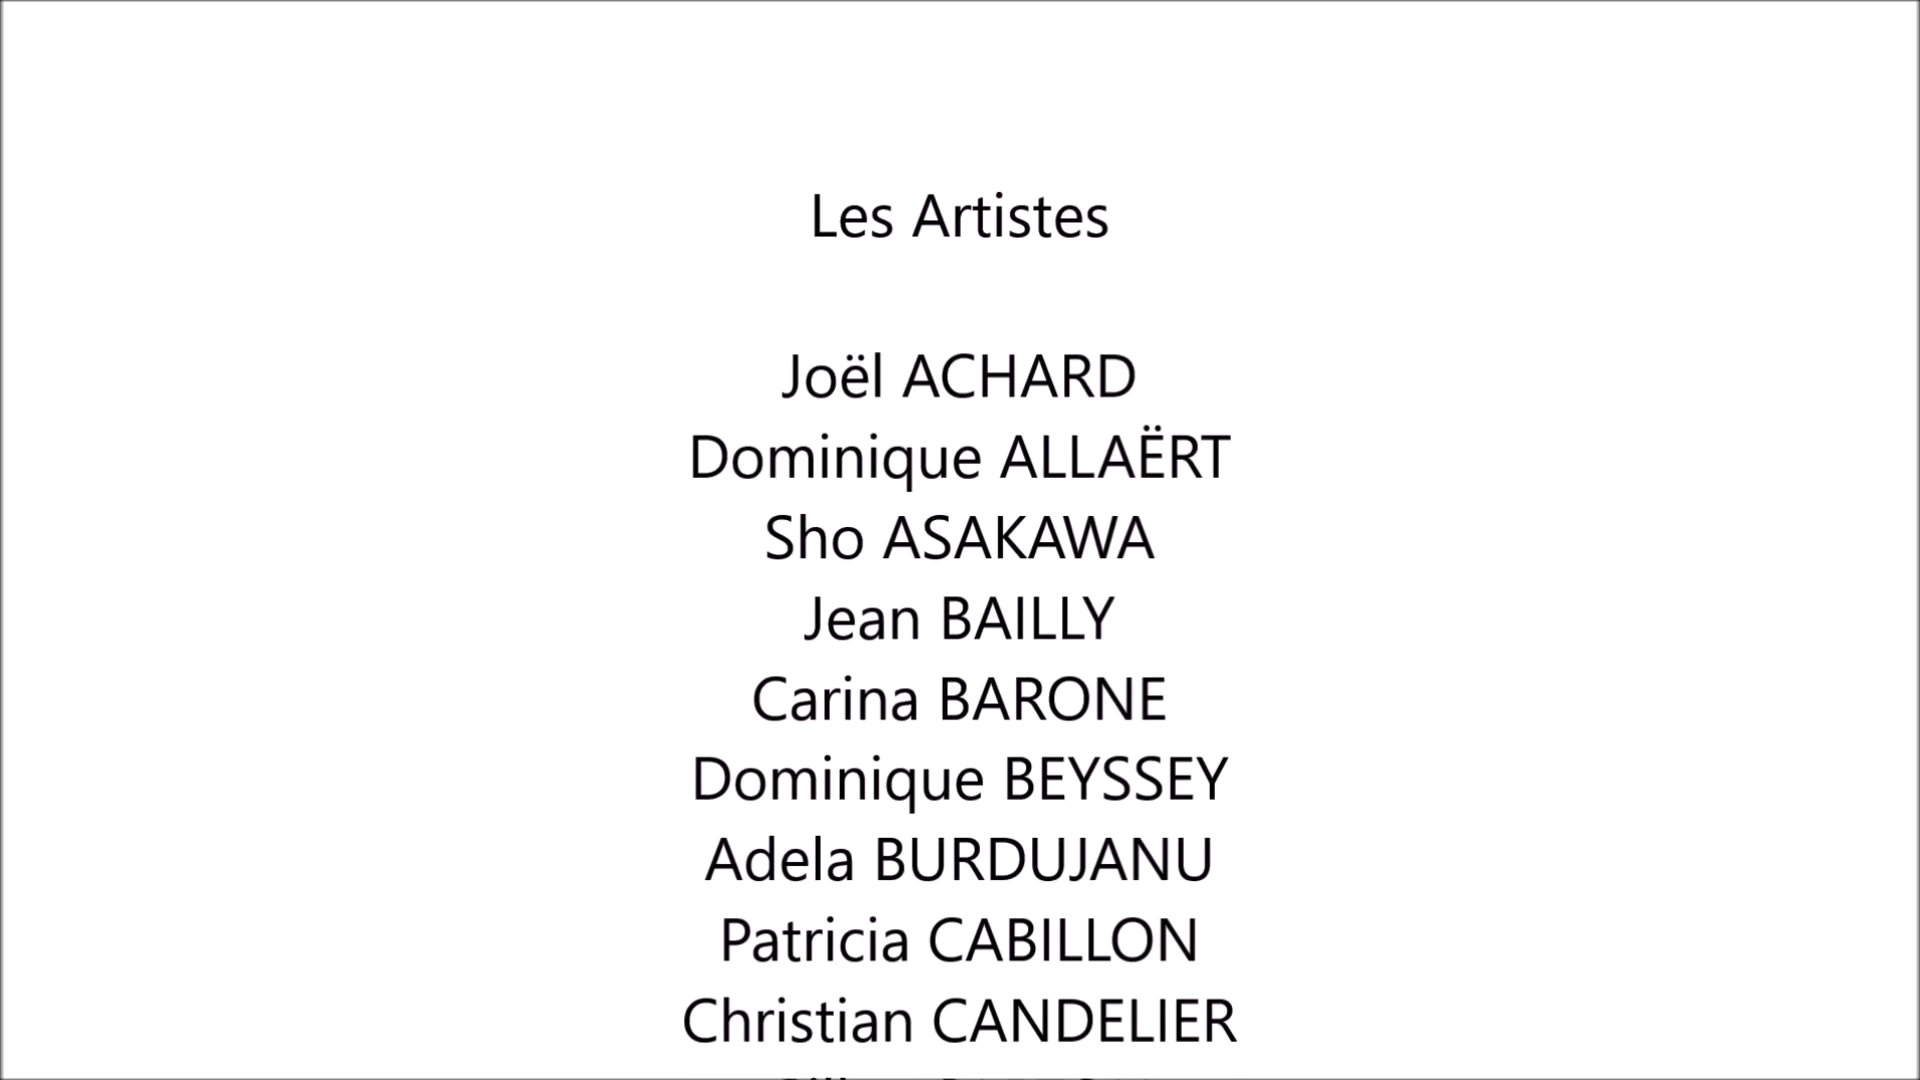 Les Artistes
Joël ACHARD
Dominique ALLAËRT
Sho ASAKAWA
Jean BAILLY
Carina BARONE
Dominique BEYSSEY
Adela BURDUJANU
Patricia CABILLON
Christian CANDELIER